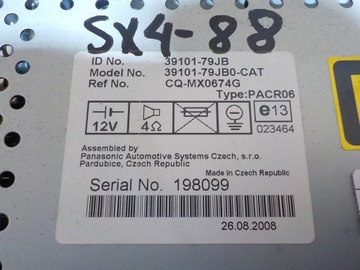 SX4-88
ID No. 39101-79JB
Model No. 39101-79JB0-CAT
Ref No. CQ-MX0674G
Type:PACR06
12V 4Ω e13
023464
Assembled by
Panasonic Automotive Systems Czech, s.r.o.
Pardubice, Czech Republic
Made in Czech Republic
Serial No. 198099
26.08.2008